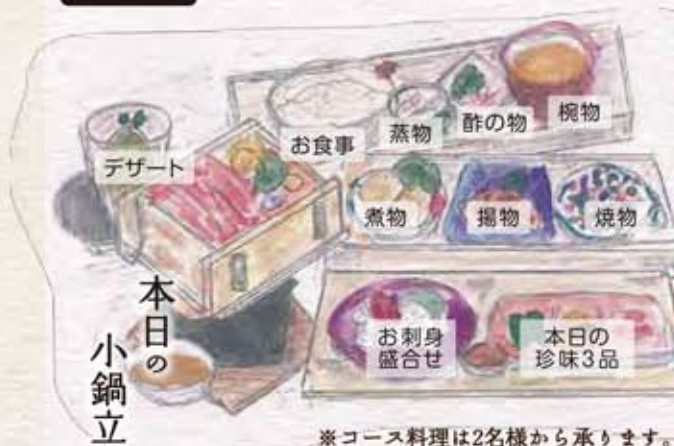 デザート
お食事
蒸物
酢の物
椀物
煮物
揚物
焼物
お刺身
盛合せ
本日の
珍味3品
本日の
小鍋立
※コース料理は2名様から承ります。